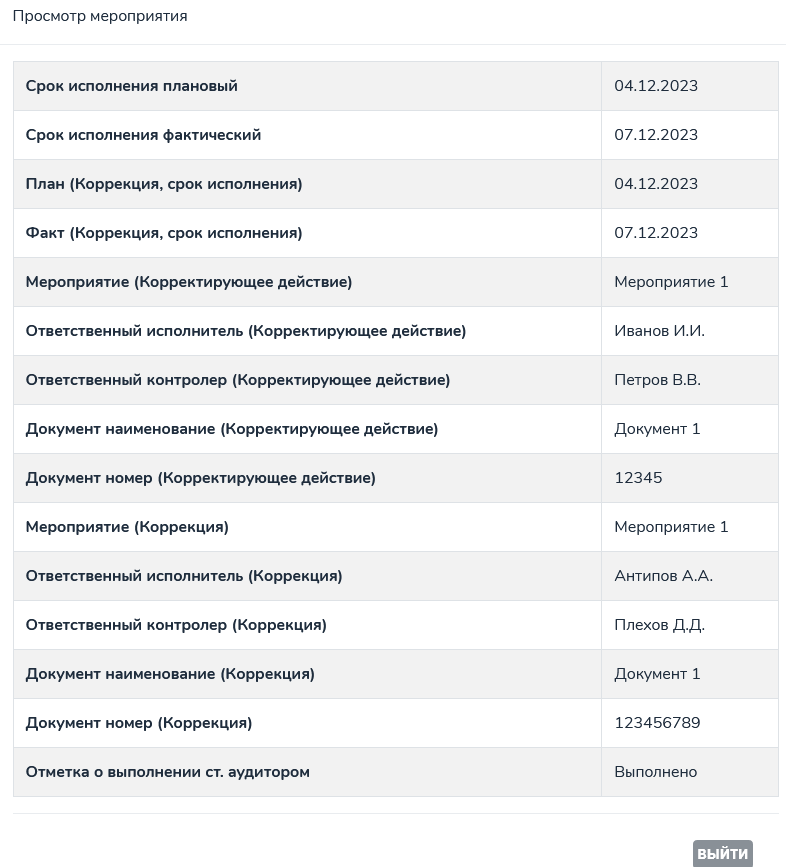 Просмотр мероприятия
Срок исполнения плановый 04.12.2023
Срок исполнения фактический 07.12.2023
План (Коррекция, срок исполнения) 04.12.2023
Факт (Коррекция, срок исполнения) 07.12.2023
Мероприятие (Корректирующее действие) Мероприятие 1
Ответственный исполнитель (Корректирующее действие) Иванов И.И.
Ответственный контролер (Корректирующее действие) Петров В.В.
Документ наименование (Корректирующее действие) Документ 1
Документ номер (Корректирующее действие) 12345
Мероприятие (Коррекция) Мероприятие 1
Ответственный исполнитель (Коррекция) Антипов А.А.
Ответственный контролер (Коррекция) Плехов Д.Д.
Документ наименование (Коррекция) Документ 1
Документ номер (Коррекция) 123456789
Отметка о выполнении ст. аудитором Выполнено
ВЫЙТИ